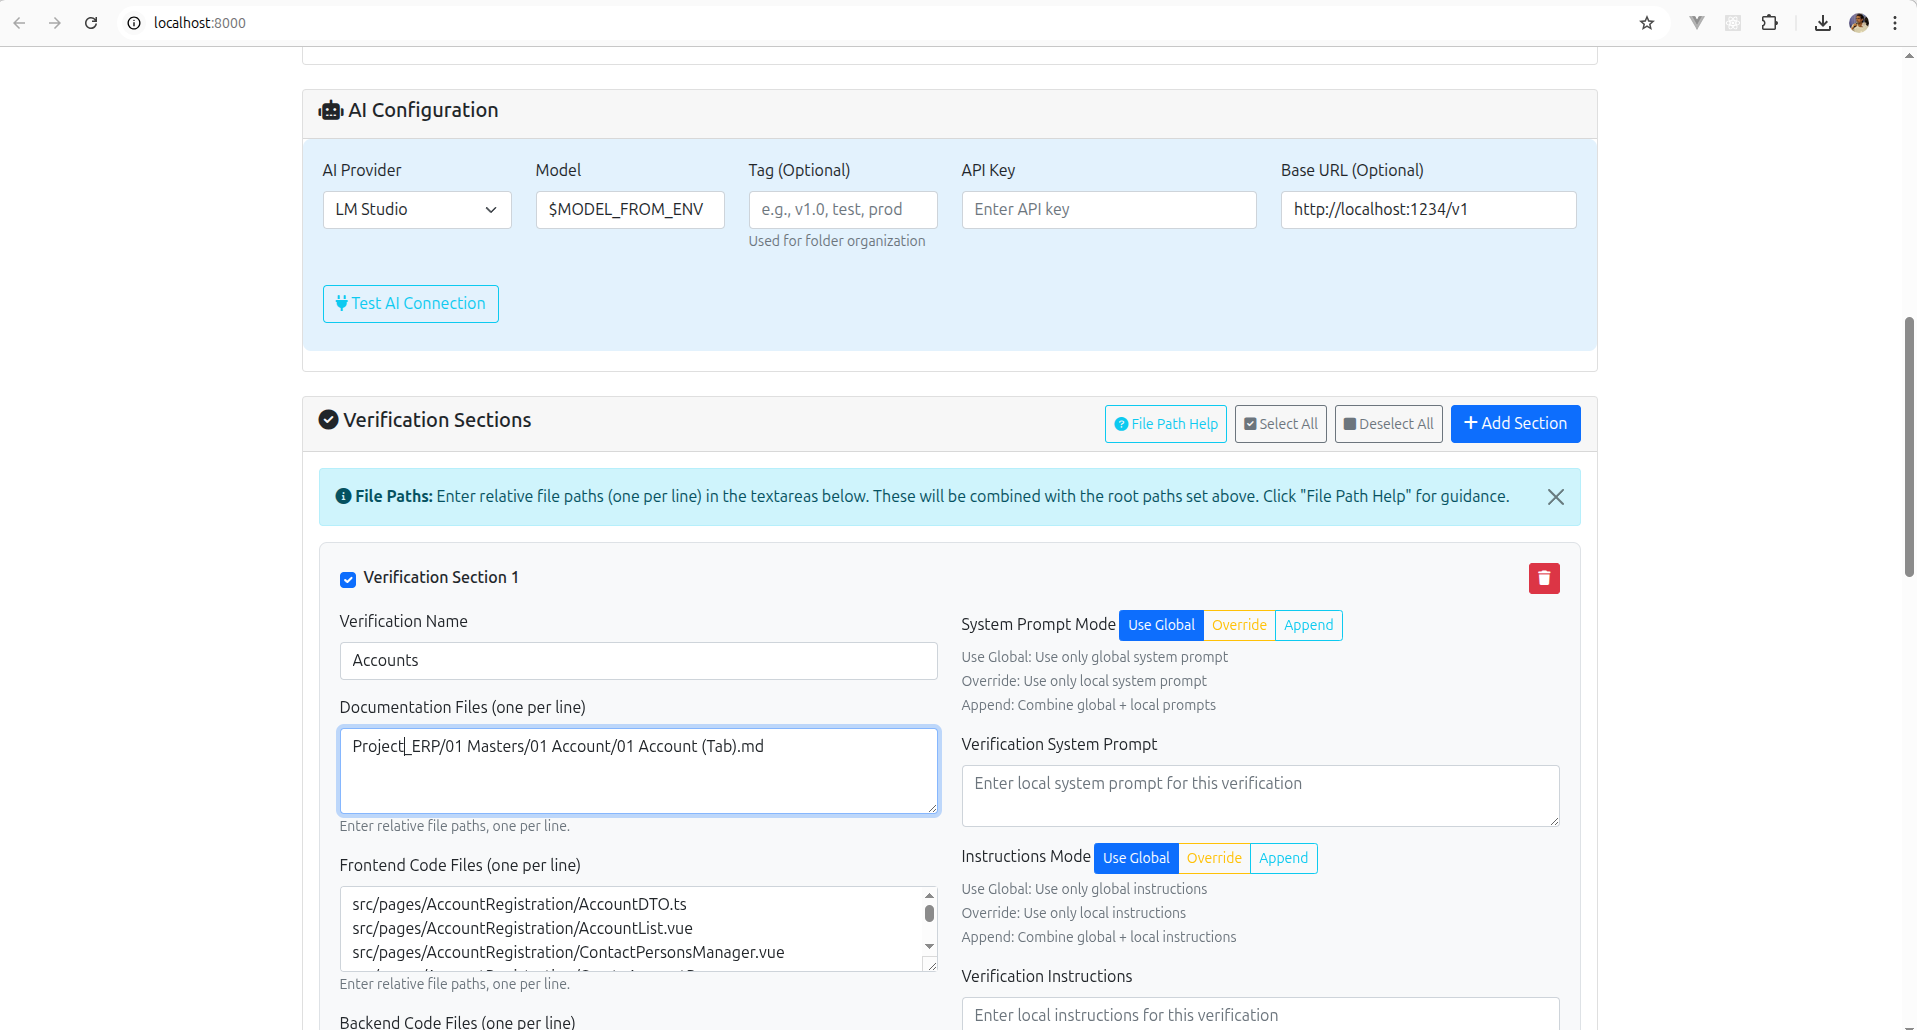 localhost:8000
AI Configuration
AI Provider
Model
Tag (Optional)
API Key
Base URL (Optional)
LM Studio
$MODEL_FROM_ENV
e.g., v1.0, test, prod
Enter API key
http://localhost:1234/v1
Used for folder organization
Test AI Connection
Verification Sections
File Path Help
Select All
Deselect All
+ Add Section
File Paths: Enter relative file paths (one per line) in the textareas below. These will be combined with the root paths set above. Click "File Path Help" for guidance.
Verification Section 1
Verification Name
Accounts
Documentation Files (one per line)
Project_ERP/01 Masters/01 Account/01 Account (Tab).md
Enter relative file paths, one per line.
Frontend Code Files (one per line)
src/pages/AccountRegistration/AccountDTO.ts
src/pages/AccountRegistration/AccountList.vue
src/pages/AccountRegistration/ContactPersonsManager.vue
Enter relative file paths, one per line.
Backend Code Files (one per line)
System Prompt Mode
Use Global
Override
Append
Use Global: Use only global system prompt
Override: Use only local system prompt
Append: Combine global + local prompts
Verification System Prompt
Enter local system prompt for this verification
Instructions Mode
Use Global
Override
Append
Use Global: Use only global instructions
Override: Use only local instructions
Append: Combine global + local instructions
Verification Instructions
Enter local instructions for this verification